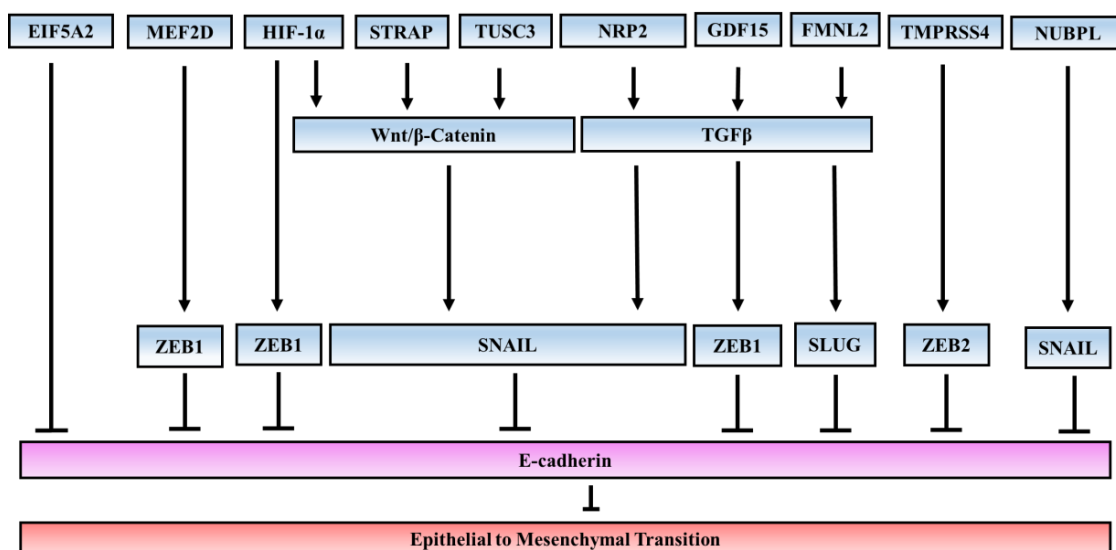 EIF5A2
MEF2D
HIF-1α
STRAP
TUSC3
NRP2
GDF15
FMNL2
TMPRSS4
NUBPL
Wnt/β-Catenin
TGFβ
ZEB1
ZEB1
SNAIL
ZEB1
SLUG
ZEB2
SNAIL
E-cadherin
Epithelial to Mesenchymal Transition